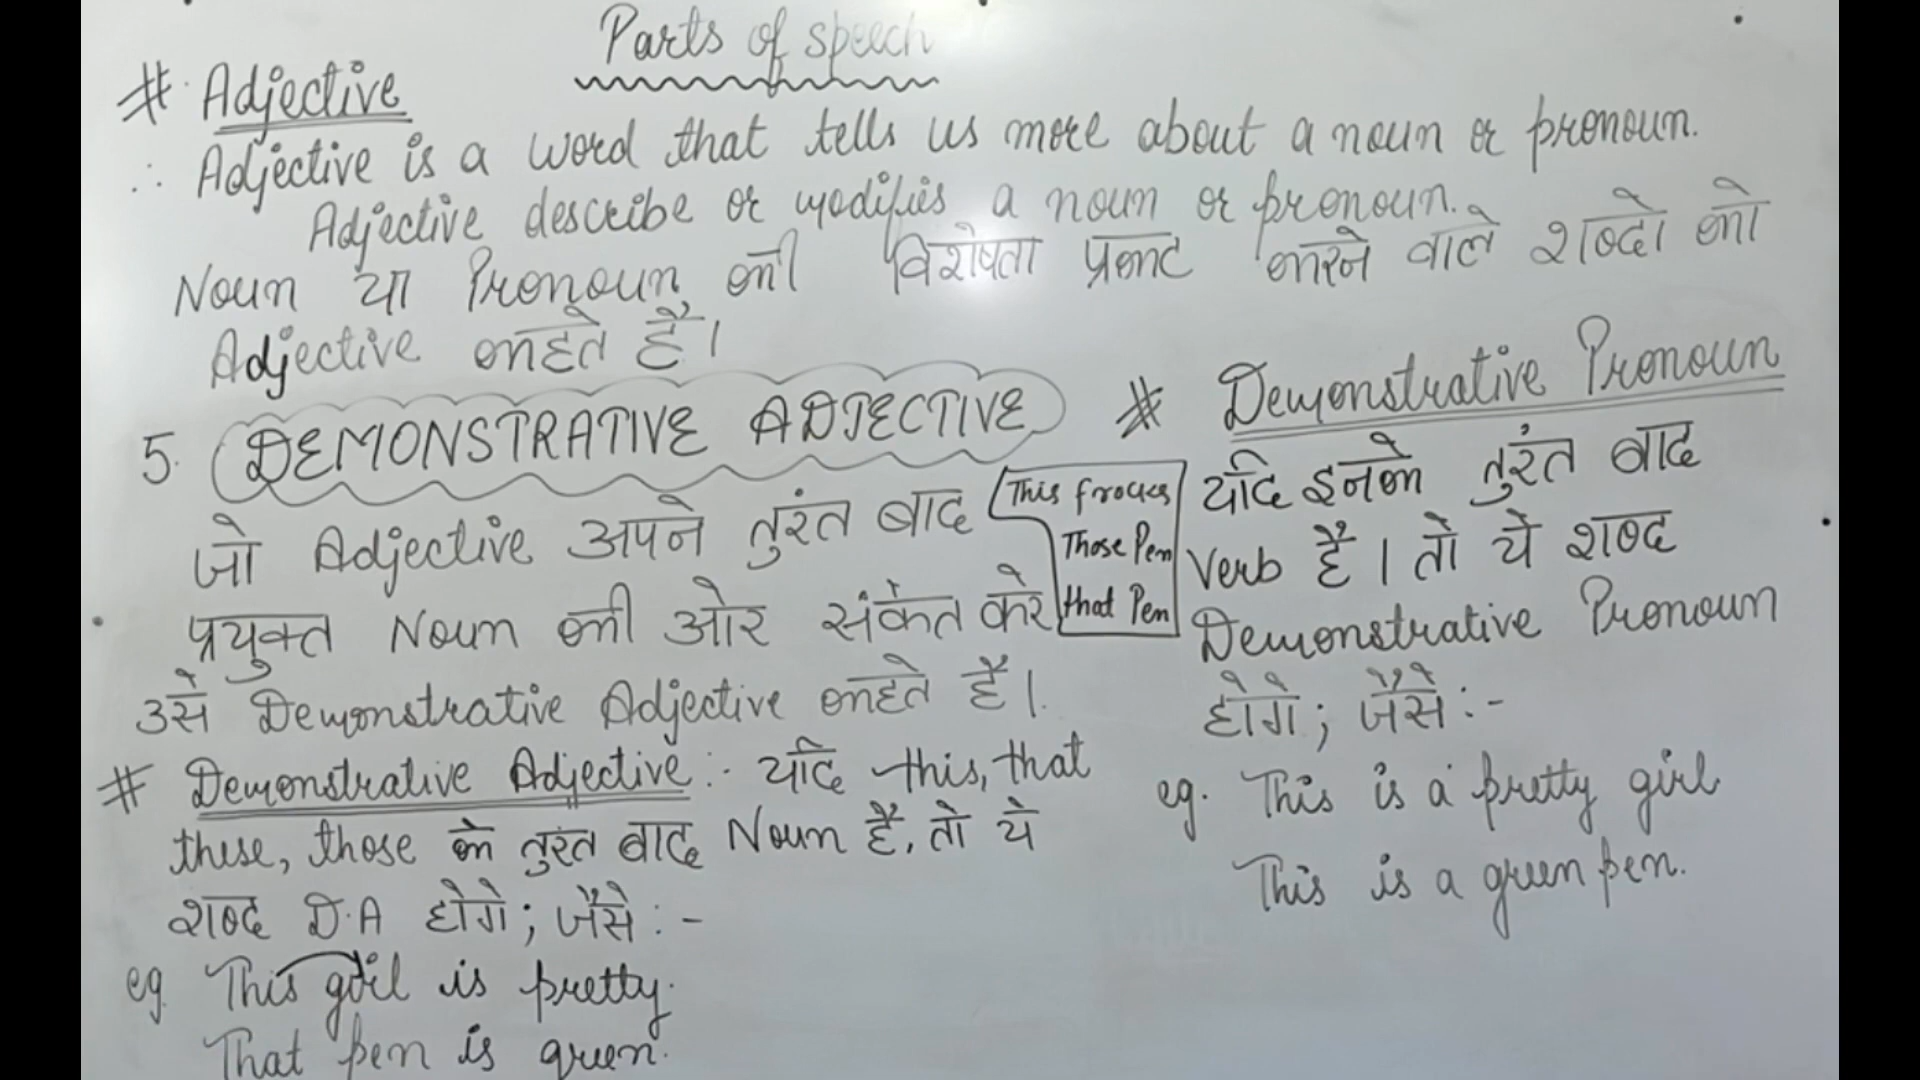 Parts of speech
# Adjective
∴ Adjective is a word that tells us more about a noun or pronoun.
Adjective describe or modifies a noun or pronoun.
Noun या Pronoun की विशेषता प्रकट करने वाले शब्दो को
Adjective कहते हैं।
5. DEMONSTRATIVE ADJECTIVE
जो Adjective अपने तुरंत बाद
प्रयुक्त Noun की ओर संकेत करे
उसे Demonstrative Adjective कहते हैं।
This frocks
Those Pen
that Pen
# Demonstrative Adjective :- यदि this, that
these, those के तुरंत बाद Noun है, तो ये
शब्द D.A होगे; जैसे :-
eg. This girl is pretty.
That pen is green.
# Demonstrative Pronoun
यदि इनके तुरंत बाद
Verb है। तो ये शब्द
Demonstrative Pronoun
होगे; जैसे :-
eg. This is a pretty girl
This is a green pen.